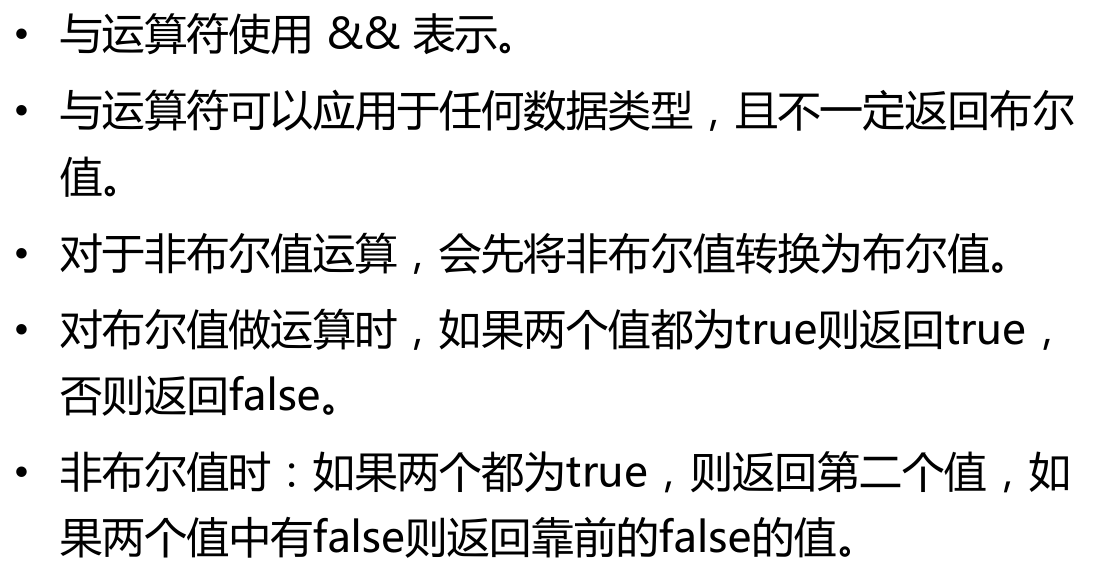 • 与运算符使用 && 表示。
• 与运算符可以应用于任何数据类型，且不一定返回布尔
值。
• 对于非布尔值运算，会先将非布尔值转换为布尔值。
• 对布尔值做运算时，如果两个值都为true则返回true，
否则返回false。
• 非布尔值时：如果两个都为true，则返回第二个值，如
果两个值中有false则返回靠前的false的值。